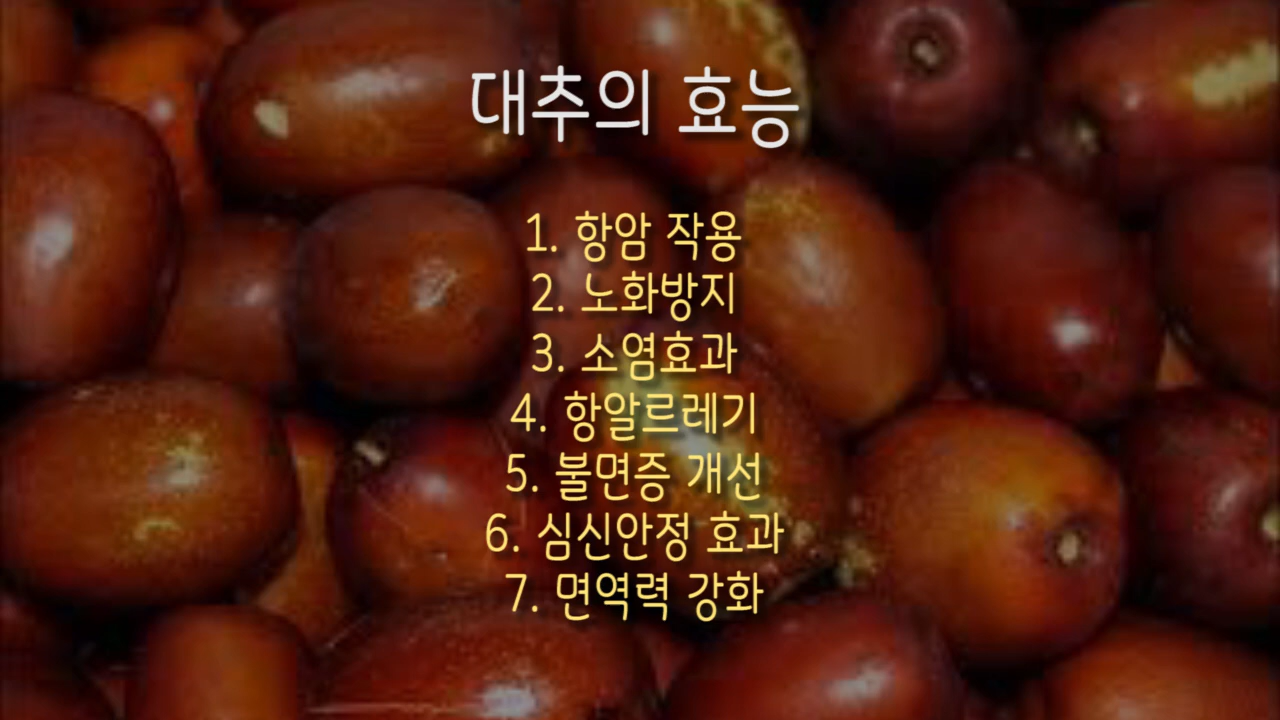 대추의 효능
1. 항암 작용
2. 노화방지
3. 소염효과
4. 항알르레기
5. 불면증 개선
6. 심신안정 효과
7. 면역력 강화